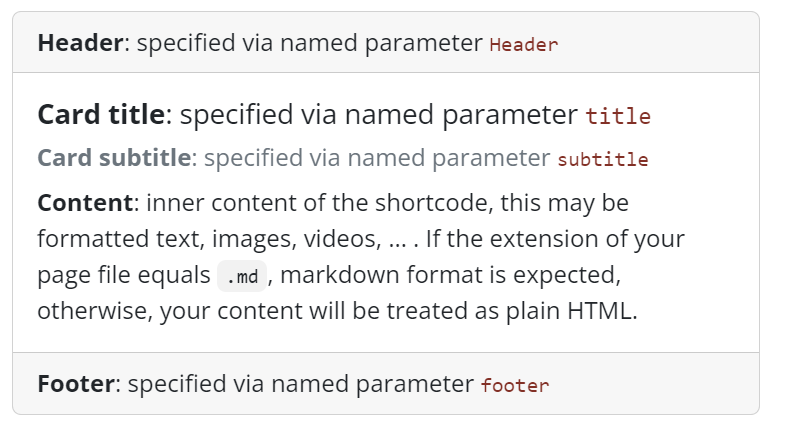 Header: specified via named parameter Header
Card title: specified via named parameter title
Card subtitle: specified via named parameter subtitle
Content: inner content of the shortcode, this may be
formatted text, images, videos, ... . If the extension of your
page file equals .md, markdown format is expected,
otherwise, your content will be treated as plain HTML.
Footer: specified via named parameter footer